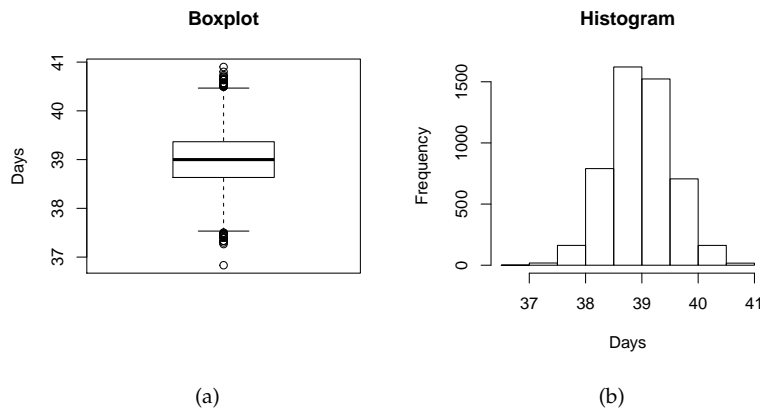 Boxplot
Days
41
40
39
38
37
(a)
Histogram
Frequency
1500
1000
500
0
37 38 39 40 41
Days
(b)